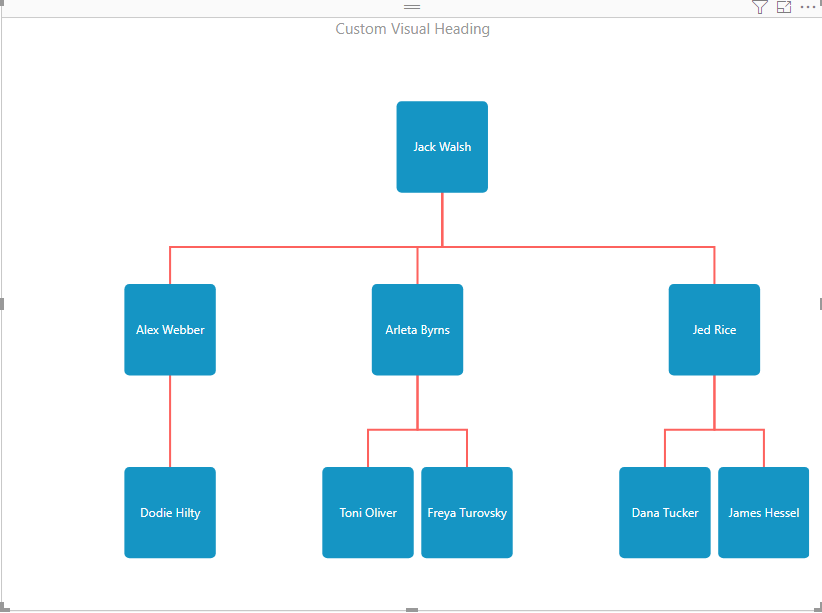 Custom Visual Heading
Jack Walsh
Alex Webber
Arleta Byrns
Jed Rice
Dodie Hilty
Toni Oliver
Freya Turovsky
Dana Tucker
James Hessel